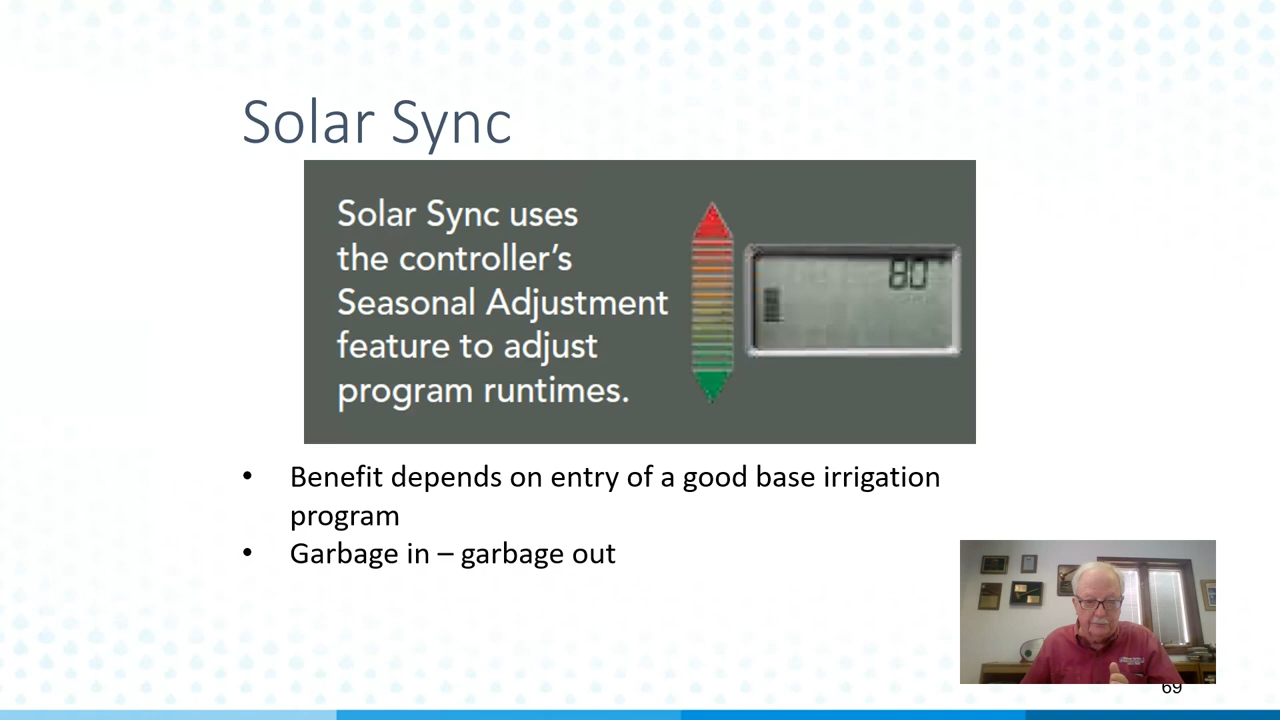 Solar Sync
Solar Sync uses
the controller's
Seasonal Adjustment
feature to adjust
program runtimes.
80
• Benefit depends on entry of a good base irrigation
program
• Garbage in – garbage out
69